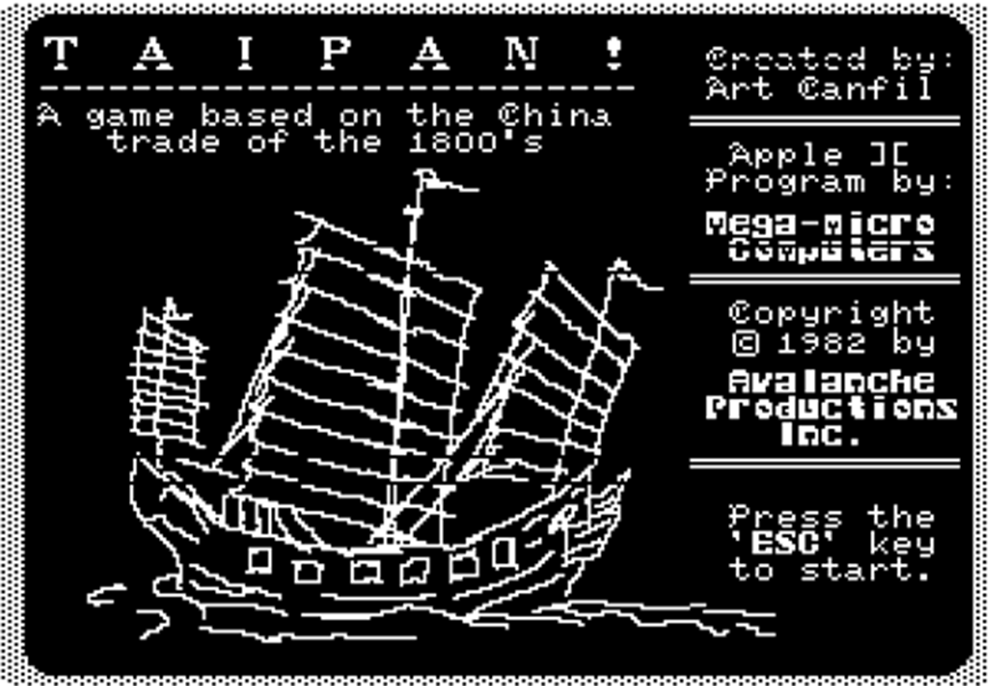 T A I P A N !
A game based on the China
trade of the 1800's
Created by:
Art Canfil
Apple ][
Program by:
Mega-micro
Computers
Copyright
© 1982 by
Avalanche
Productions
Inc.
Press the
'ESC' key
to start.